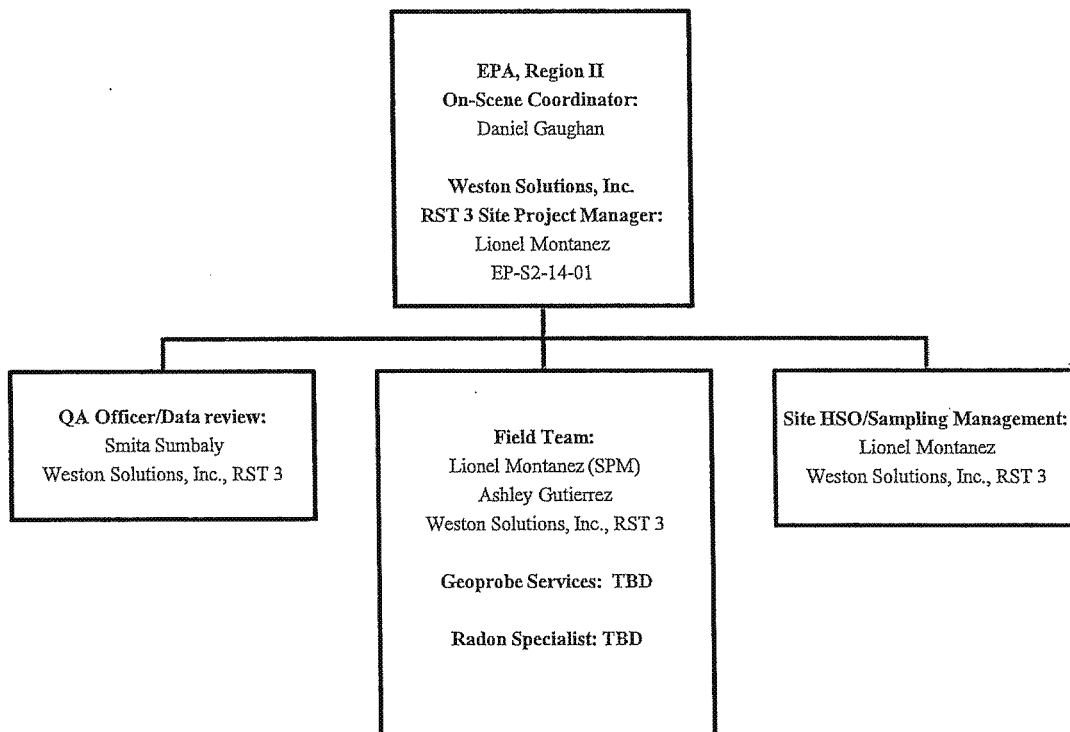 EPA, Region II
On-Scene Coordinator:
Daniel Gaughan
Weston Solutions, Inc.
RST 3 Site Project Manager:
Lionel Montanez
EP-S2-14-01
QA Officer/Data review:
Smita Sumbaly
Weston Solutions, Inc., RST 3
Field Team:
Lionel Montanez (SPM)
Ashley Gutierrez
Weston Solutions, Inc., RST 3
Geoprobe Services: TBD
Radon Specialist: TBD
Site HSO/Sampling Management:
Lionel Montanez
Weston Solutions, Inc., RST 3